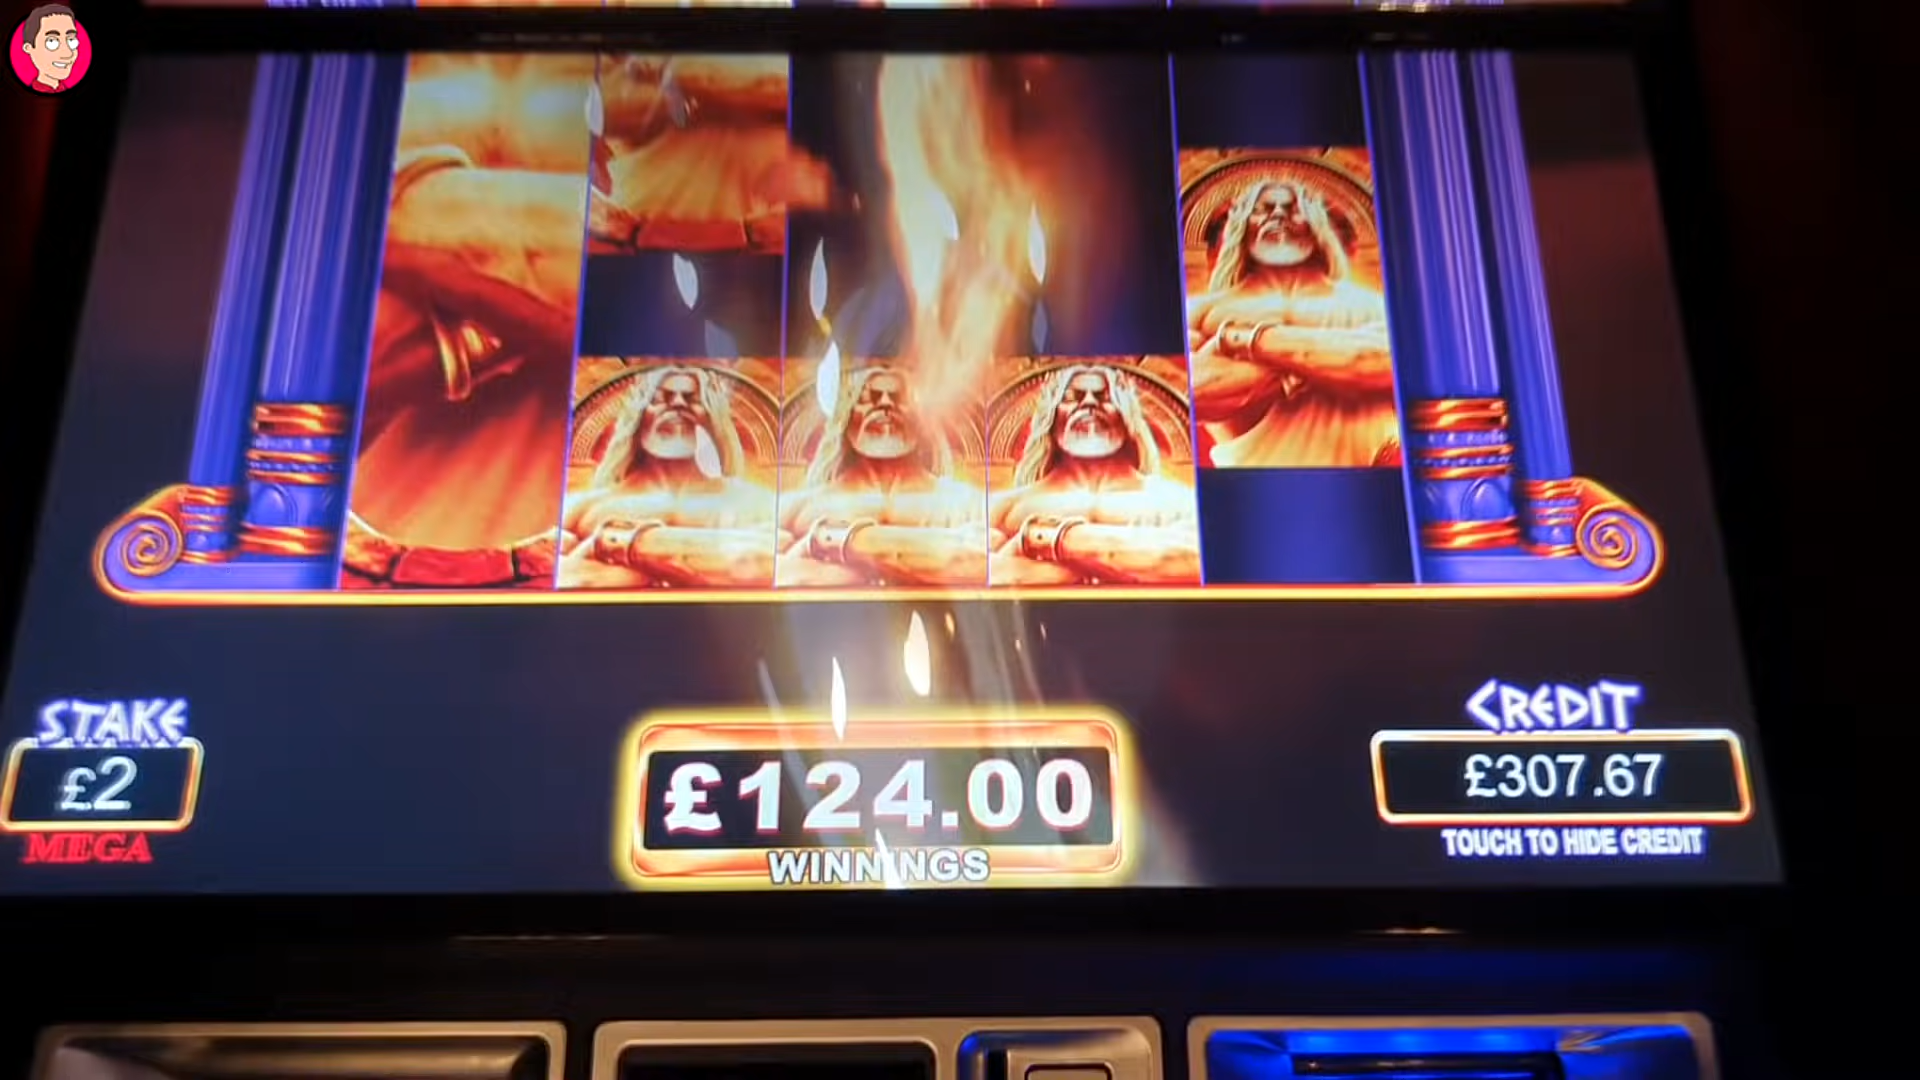 STAKE
£2
MEGA
£124.00
WINNINGS
CREDIT
£307.67
TOUCH TO HIDE CREDIT